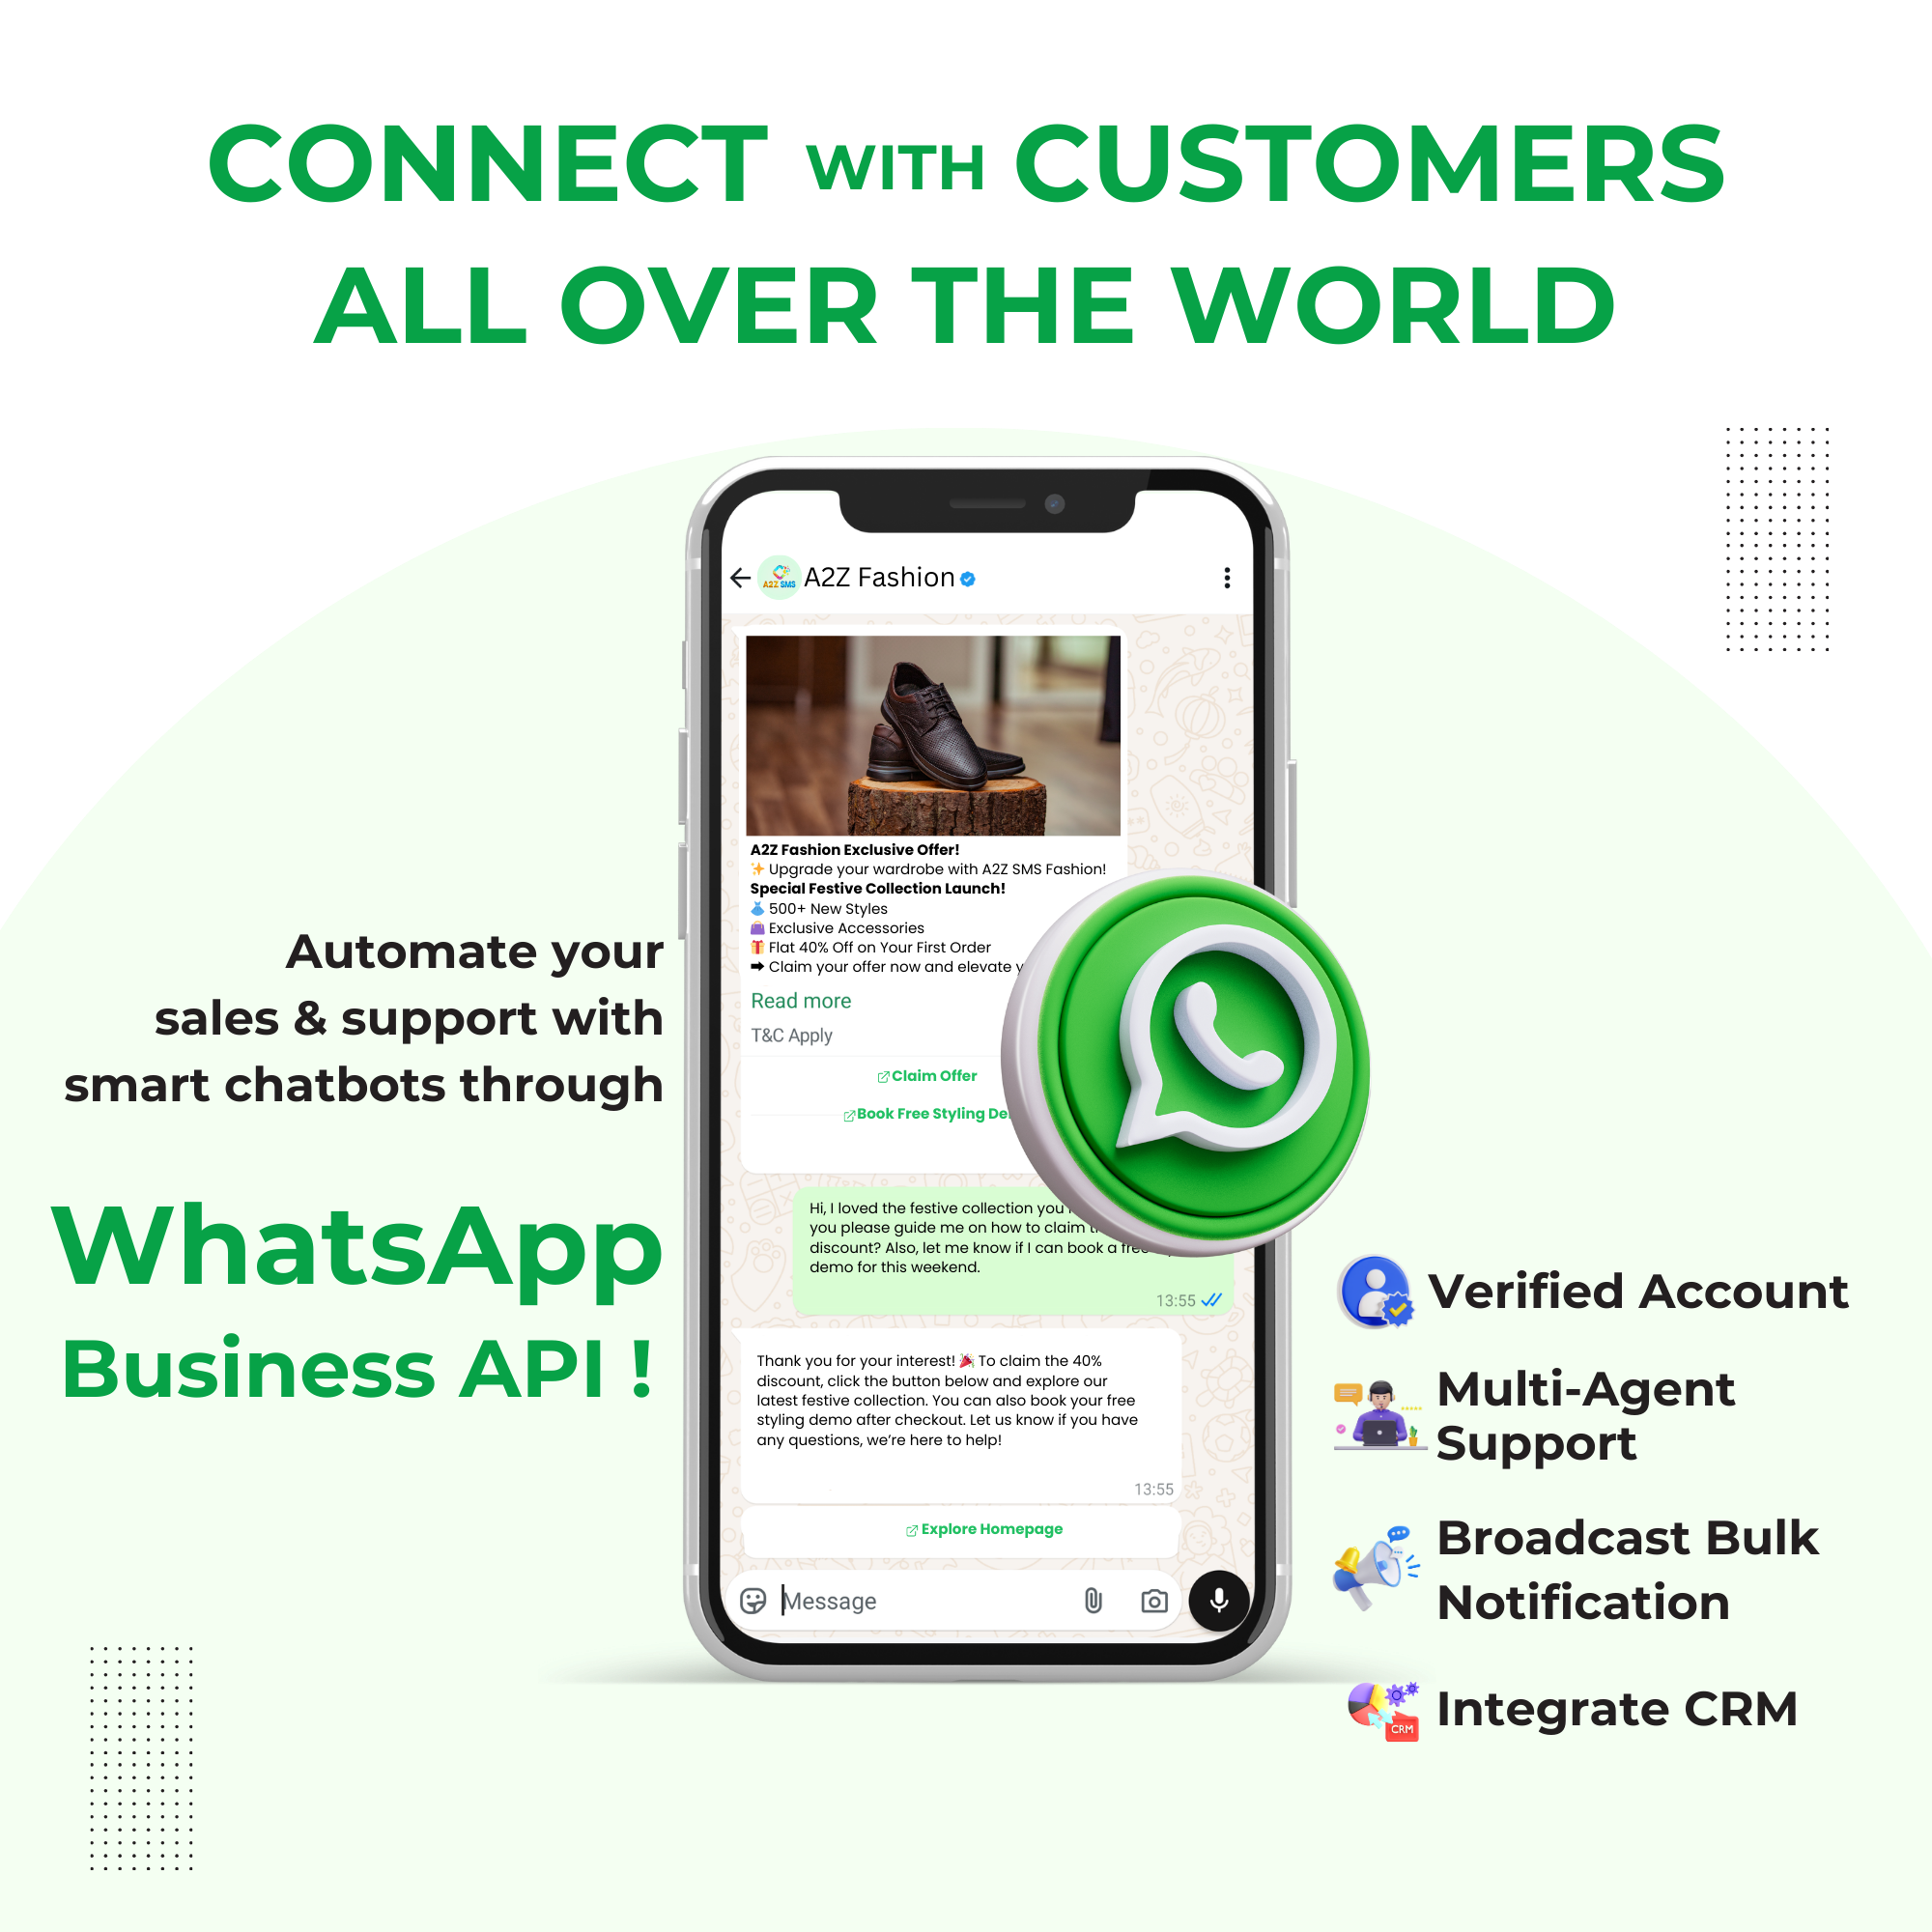 CONNECT WITH CUSTOMERS
ALL OVER THE WORLD
A2Z SMS
A2Z Fashion
A2Z Fashion Exclusive Offer!
✨ Upgrade your wardrobe with A2Z SMS Fashion!
Special Festive Collection Launch!
👗 500+ New Styles
👜 Exclusive Accessories
🎁 Flat 40% Off on Your First Order
➡ Claim your offer now and elevate
Read more
T&C Apply
Claim Offer
Book Free Styling
Hi, I loved the festive collection you
you please guide me on how to claim
discount? Also, let me know if I can book a free
demo for this weekend.
13:55
Thank you for your interest! 🎉 To claim the 40%
discount, click the button below and explore our
latest festive collection. You can also book your free
styling demo after checkout. Let us know if you have
any questions, we're here to help!
13:55
Explore Homepage
Message
Automate your
sales & support with
smart chatbots through
WhatsApp
Business API !
Verified Account
Multi-Agent
Support
Broadcast Bulk
Notification
CRM
Integrate CRM